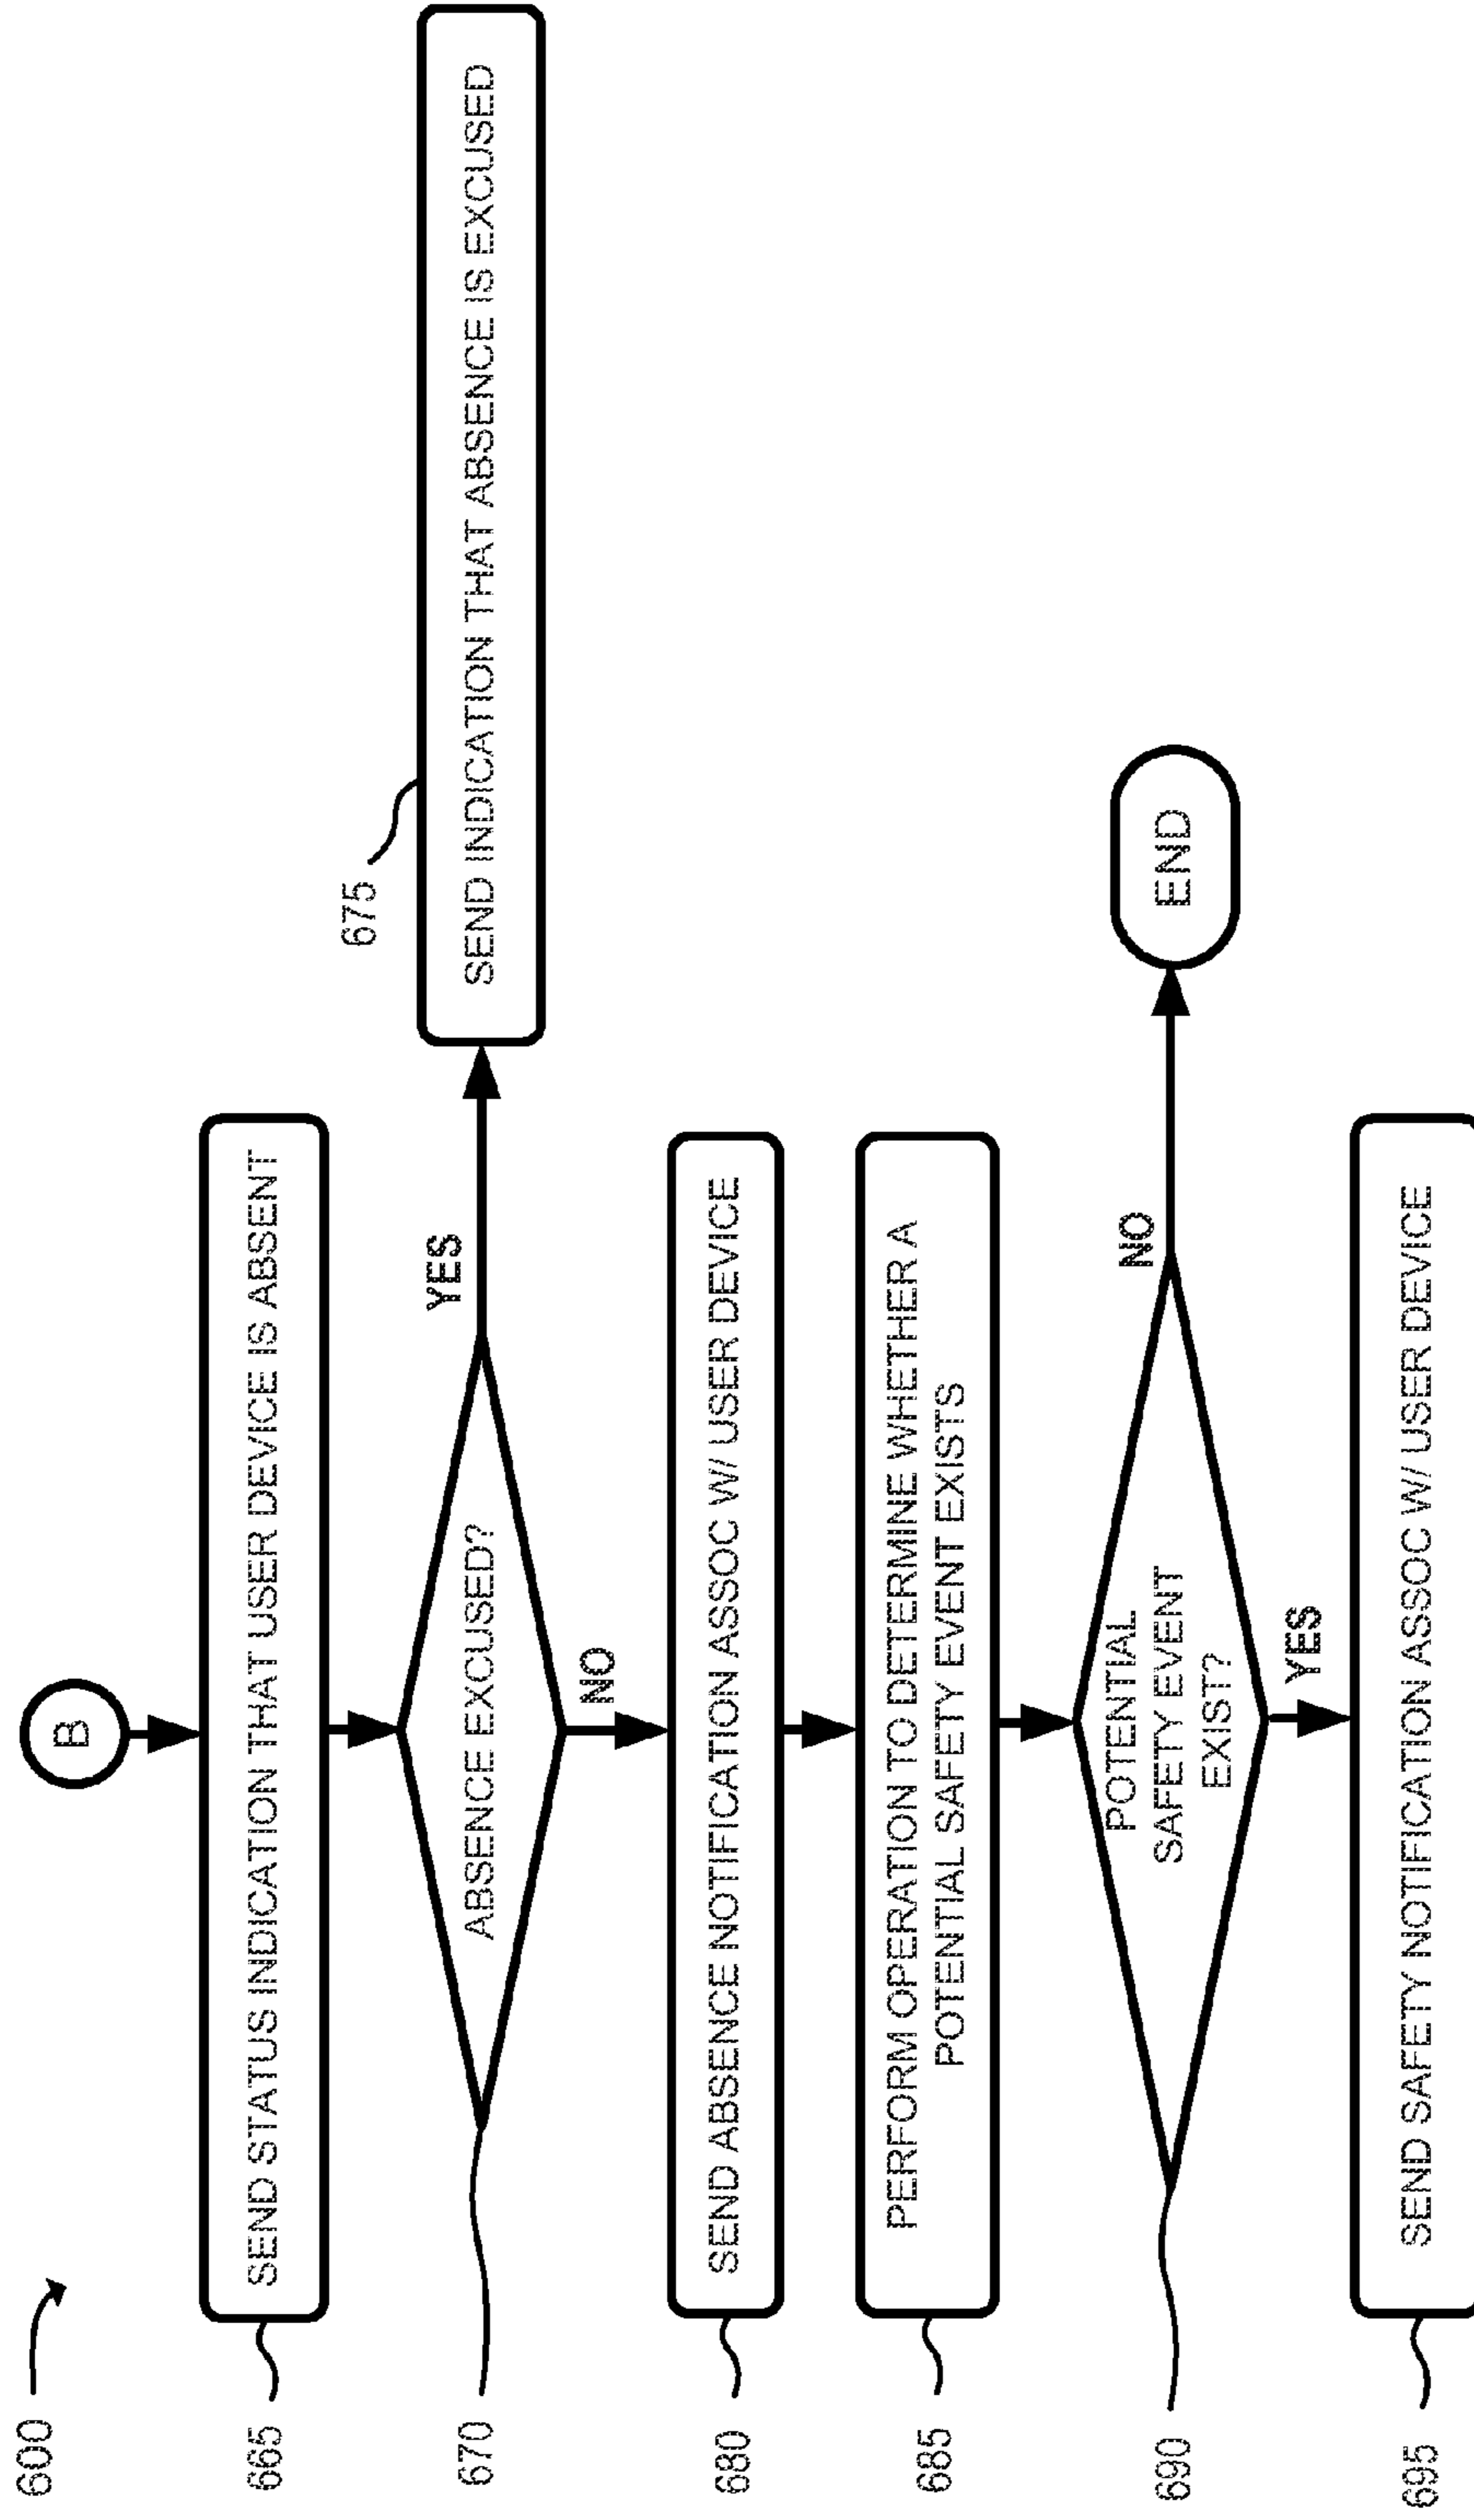 600
B
665
SEND STATUS INDICATION THAT USER DEVICE IS ABSENT
670
ABSENCE EXCUSED?
YES
675
SEND INDICATION THAT ABSENCE IS EXCUSED
NO
680
SEND ABSENCE NOTIFICATION ASSOC W/ USER DEVICE
685
PERFORM OPERATION TO DETERMINE WHETHER A
POTENTIAL SAFETY EVENT EXISTS
690
POTENTIAL
SAFETY EVENT
EXIST?
NO
END
YES
695
SEND SAFETY NOTIFICATION ASSOC W/ USER DEVICE